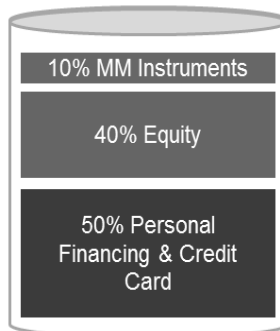 10% MM Instruments
40% Equity
50% Personal
Financing & Credit
Card